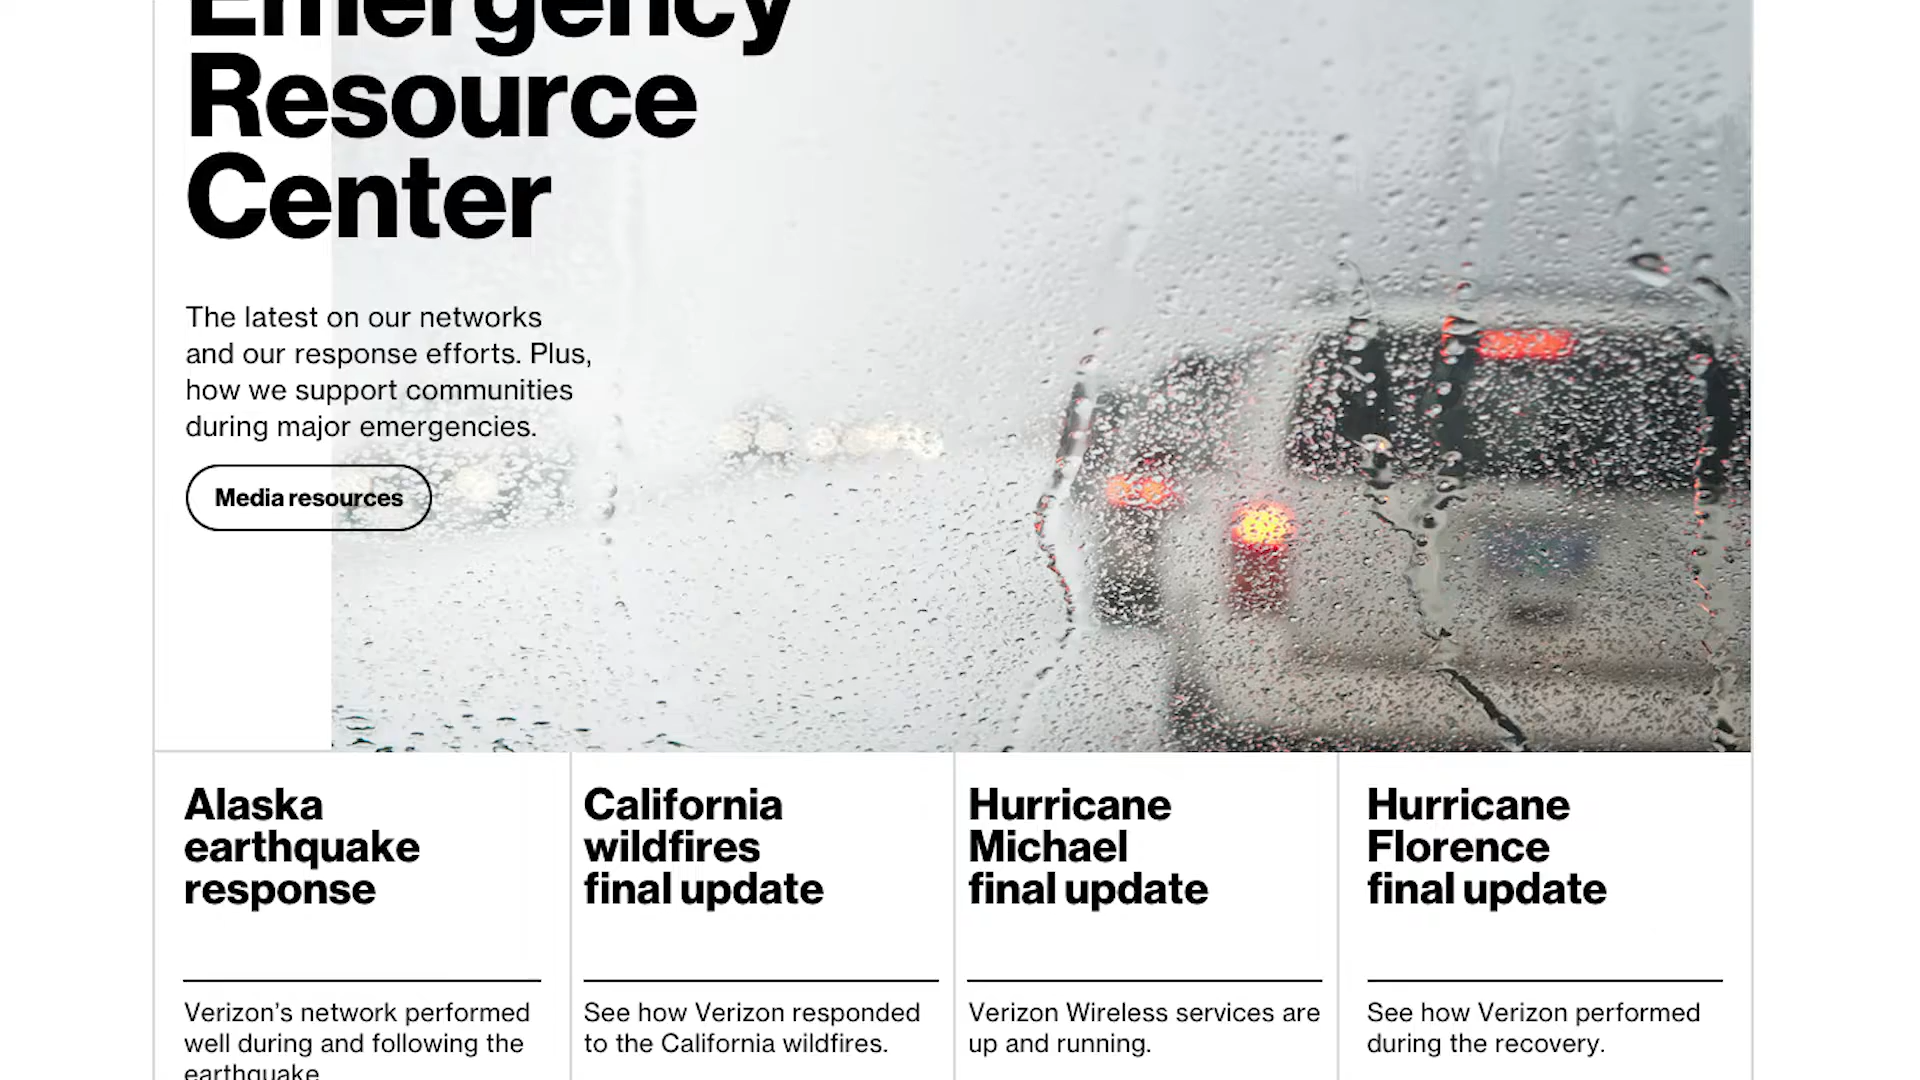 Emergency
Resource
Center
The latest on our networks
and our response efforts. Plus,
how we support communities
during major emergencies.
Media resources
Alaska
earthquake
response
Verizon’s network performed
well during and following the
earthquake
California
wildfires
final update
See how Verizon responded
to the California wildfires.
Hurricane
Michael
final update
Verizon Wireless services are
up and running.
Hurricane
Florence
final update
See how Verizon performed
during the recovery.